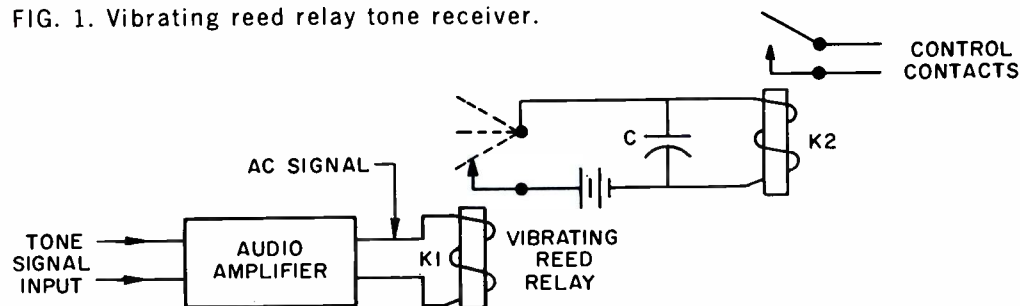 FIG. 1. Vibrating reed relay tone receiver.
CONTROL
CONTACTS
C
K2
AC SIGNAL
TONE
SIGNAL
INPUT
AUDIO
AMPLIFIER
K1
VIBRATING
REED
RELAY